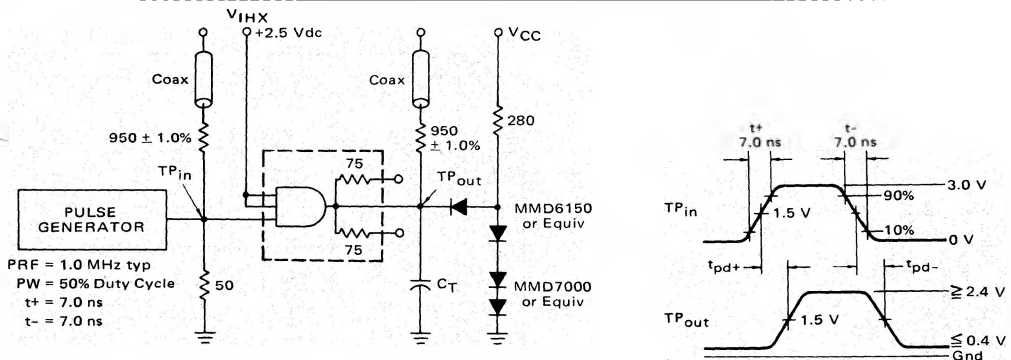 VIHX
+2.5 Vdc
VCC
Coax
Coax
280
950 ± 1.0%
950
± 1.0%
75
TPin
TPout
PULSE
GENERATOR
MMD6150
or Equiv
75
PRF = 1.0 MHz typ
PW = 50% Duty Cycle
t+ = 7.0 ns
t– = 7.0 ns
50
CT
MMD7000
or Equiv
t+
7.0 ns
t–
7.0 ns
3.0 V
90%
TPin
1.5 V
10%
0 V
tpd+
tpd–
≧ 2.4 V
TPout
1.5 V
≦ 0.4 V
Gnd